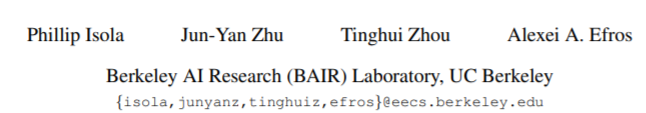 Phillip Isola Jun-Yan Zhu Tinghui Zhou Alexei A. Efros
Berkeley AI Research (BAIR) Laboratory, UC Berkeley
{isola,junyanz,tinghuiz,efros}@eecs.berkeley.edu